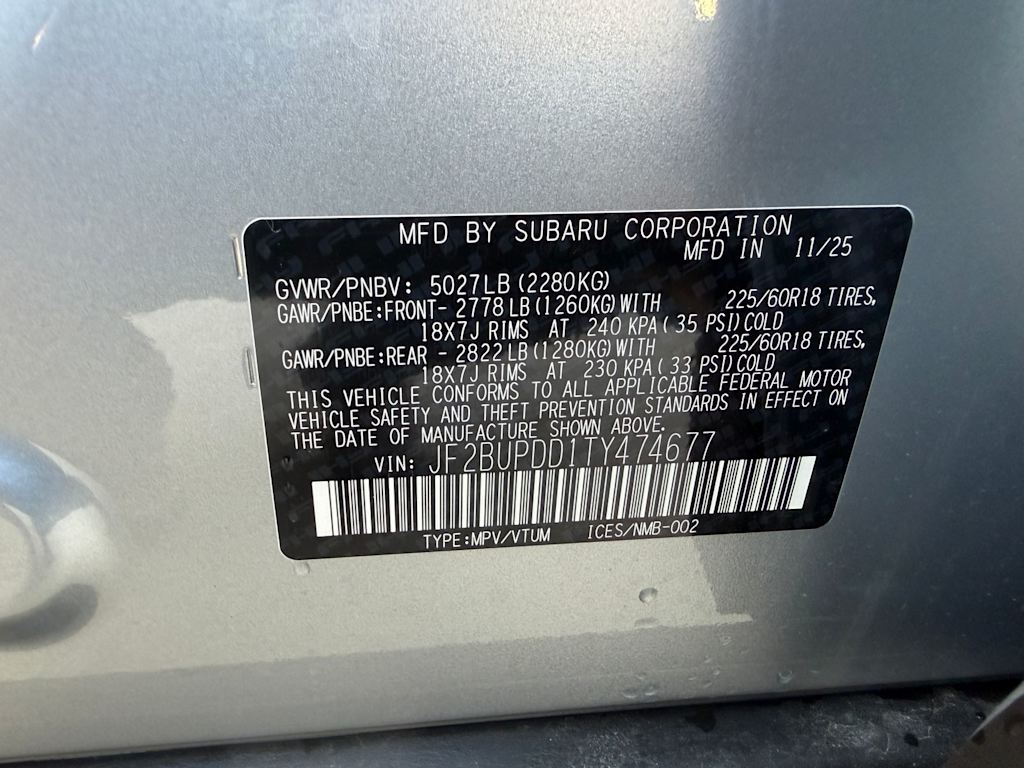 MFD BY SUBARU CORPORATION
MFD IN 11/25
GVWR/PNBV: 5027LB (2280KG)
GAWR/PNBE:FRONT- 2778 LB (1260KG) WITH 225/60R18 TIRES,
18X7J RIMS AT 240 KPA (35 PSI) COLD
GAWR/PNBE:REAR - 2822 LB (1280KG) WITH 225/60R18 TIRES,
18X7J RIMS AT 230 KPA (33 PSI) COLD
THIS VEHICLE CONFORMS TO ALL APPLICABLE FEDERAL MOTOR
VEHICLE SAFETY AND THEFT PREVENTION STANDARDS IN EFFECT ON
THE DATE OF MANUFACTURE SHOWN ABOVE.
VIN: JF2BUPDD1TY474677
TYPE:MPV/VTUM ICES/NMB-002